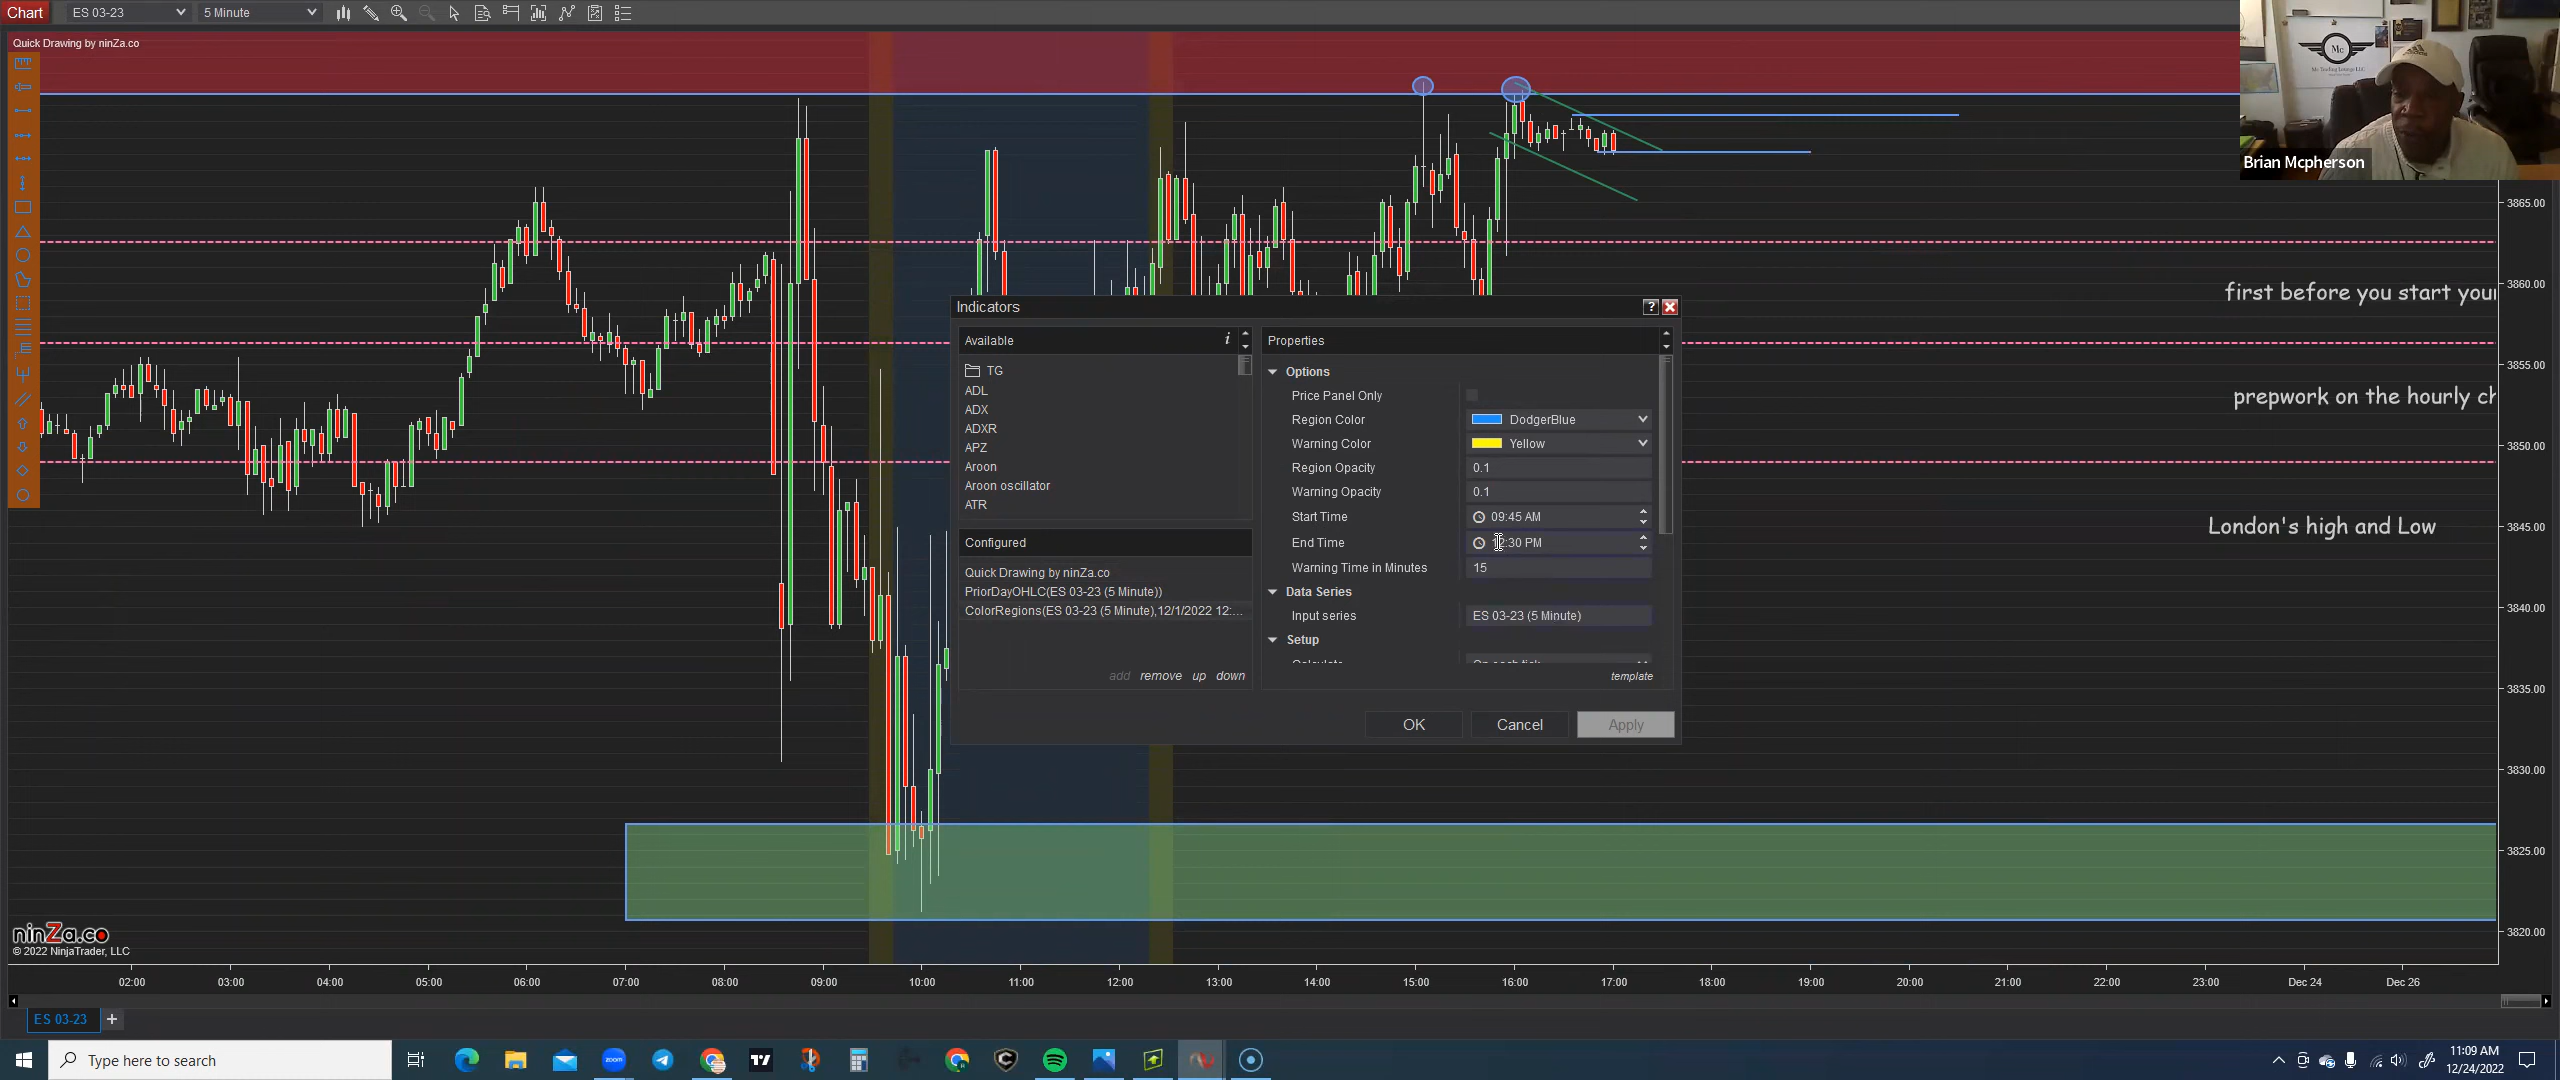 Chart
ES 03-23
5 Minute
Quick Drawing by ninZa.co
Mc
Mc Trading Lounge LLC
Brian Mcpherson
3865.00
3860.00
3855.00
3850.00
3845.00
3840.00
3835.00
3830.00
3825.00
3820.00
first before you start your
prepwork on the hourly ch
London's high and Low
Indicators
?
Available
i
TG
ADL
ADX
ADXR
APZ
Aroon
Aroon oscillator
ATR
Configured
Quick Drawing by ninZa.co
PriorDayOHLC(ES 03-23 (5 Minute))
ColorRegions(ES 03-23 (5 Minute),12/1/2022 12:...
add remove up down
Properties
Options
Price Panel Only
Region Color DodgerBlue
Warning Color Yellow
Region Opacity 0.1
Warning Opacity 0.1
Start Time 09:45 AM
End Time 12:30 PM
Warning Time in Minutes 15
Data Series
Input series ES 03-23 (5 Minute)
Setup
template
OK Cancel Apply
ninZa.co
© 2022 NinjaTrader, LLC
02:00 03:00 04:00 05:00 06:00 07:00 08:00 09:00 10:00 11:00 12:00 13:00 14:00 15:00 16:00 17:00 18:00 19:00 20:00 21:00 22:00 23:00 Dec 24 Dec 26
ES 03-23 +
Type here to search
zoom
11:09 AM
12/24/2022